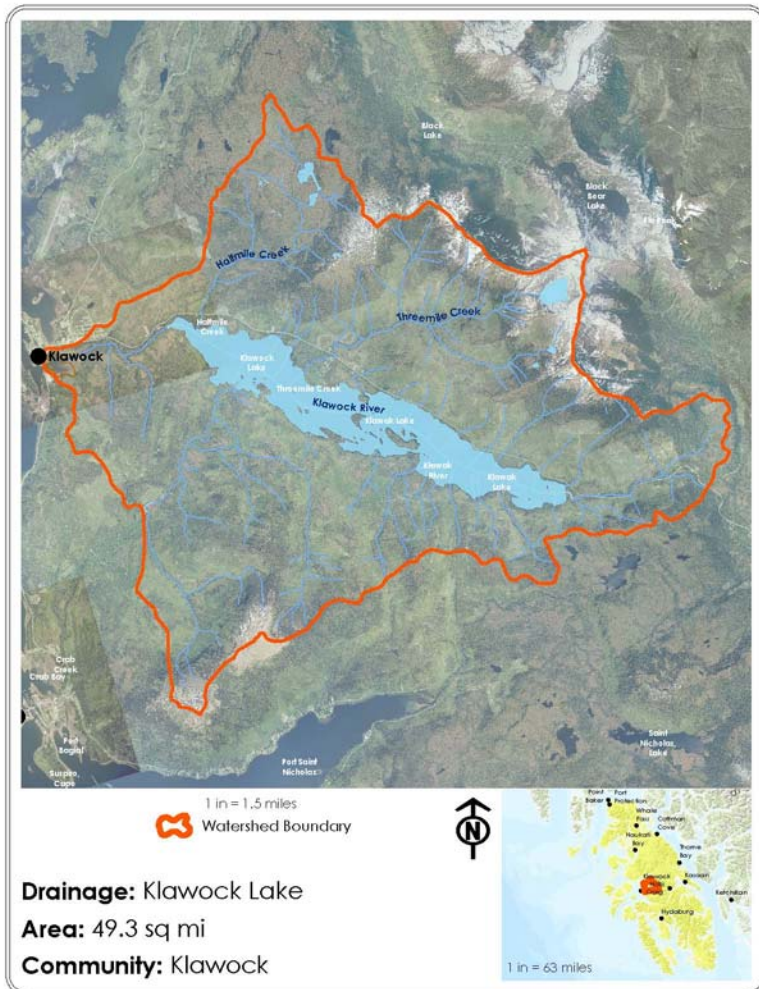 Black
Lake
Black
Bear
Lake
Halfmile Creek
Threemile Creek
Halfmile
Creek
Klawock
Klawock
Lake
Threemile Creek
Klawock River
Klawak Lake
Klawak
River
Klawak
Lake
Crab
Creek
Crab Bay
Port
Bagial
Suspiro,
Cape
Port Saint
Nicholas
Saint
Nicholas,
Lake
1 in = 1.5 miles
Watershed Boundary
N
Drainage: Klawock Lake
Area: 49.3 sq mi
Community: Klawock
Point
Baker
Port
Protection
Whale
Pass
Coffman
Cove
Naukati
Bay
Thorne
Bay
Klawock
Kasaan
Craig
Hydaburg
Ketchikan
1 in = 63 miles